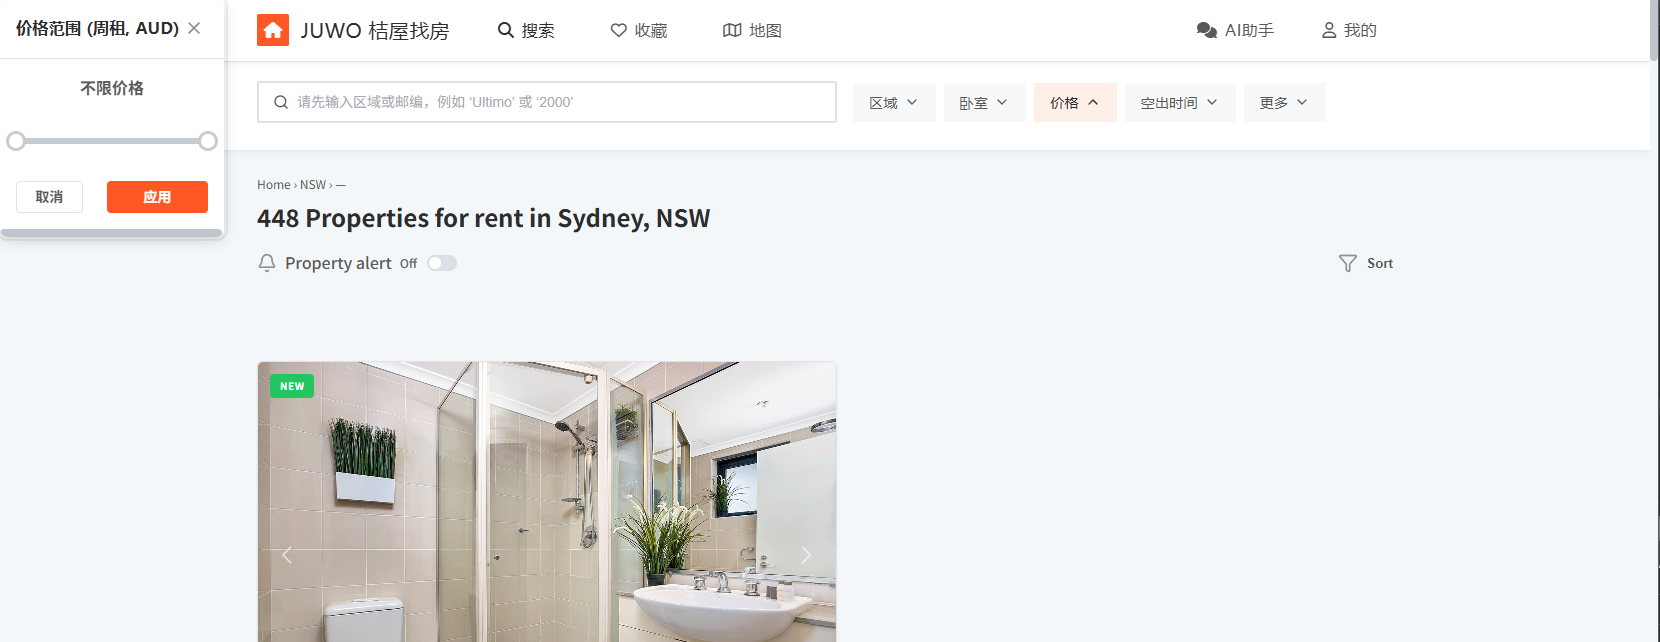 价格范围 (周租, AUD)
不限价格
取消
应用
JUWO 桔屋找房
搜索
收藏
地图
AI助手
我的
请先输入区域或邮编，例如 ‘Ultimo’ 或 ‘2000’
区域
卧室
价格
空出时间
更多
Home › NSW › —
448 Properties for rent in Sydney, NSW
Property alert Off
Sort
NEW